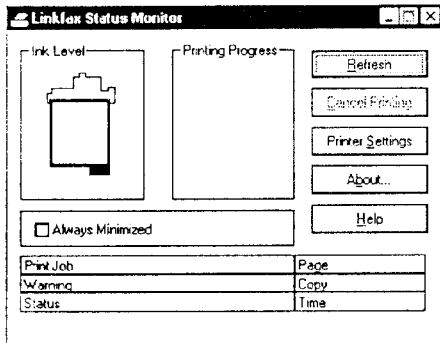 Linkfax Status Monitor
Ink Level
Printing Progress
Refresh
Cancel Printing
Printer Settings
About...
Help
Always Minimized
Print Job Page
Warning Copy
Status Time